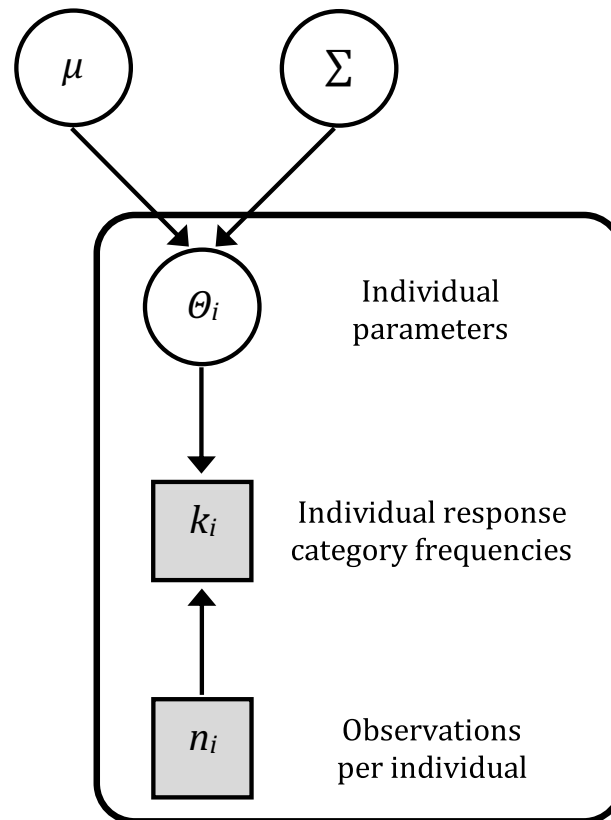 μ
Σ
Θi
Individual
parameters
ki
Individual response
category frequencies
ni
Observations
per individual